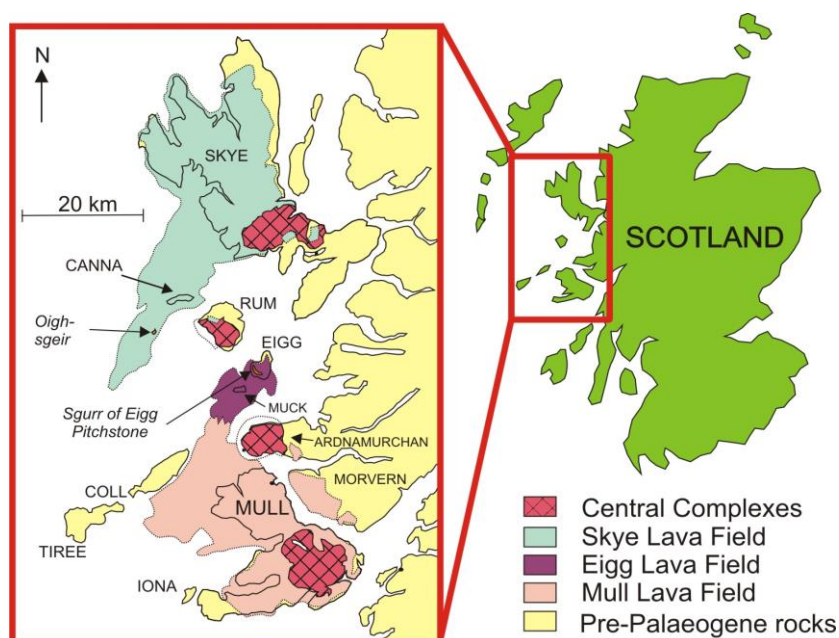 N
SKYE
20 km
CANNA
RUM
Oigh-
sgeir
EIGG
Sgurr of Eigg
Pitchstone
MUCK
ARDNAMURCHAN
MORVERN
COLL
MULL
TIREE
IONA
SCOTLAND
Central Complexes
Skye Lava Field
Eigg Lava Field
Mull Lava Field
Pre-Palaeogene rocks